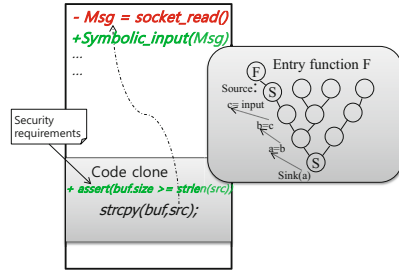 - Msg = socket_read()
+Symbolic_input(Msg)
...
...
Security
requirements
Code clone
+ assert(buf.size >= strlen(src));
strcpy(buf,src);
Entry function F
F
Source:
S
c= input
b=c
a=b
S
Sink(a)